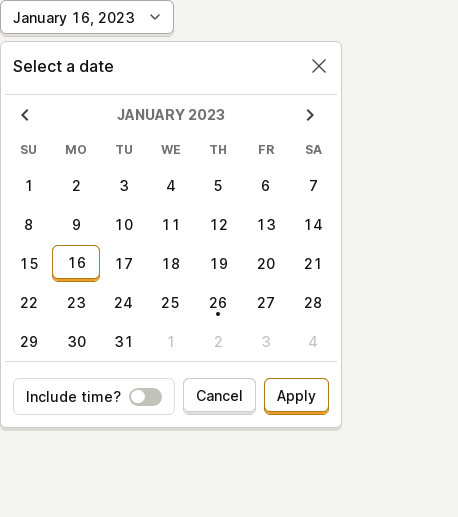 January 16, 2023
Select a date
JANUARY 2023
SU MO TU WE TH FR SA
1 2 3 4 5 6 7
8 9 10 11 12 13 14
15 16 17 18 19 20 21
22 23 24 25 26 27 28
29 30 31 1 2 3 4
Include time? Cancel Apply